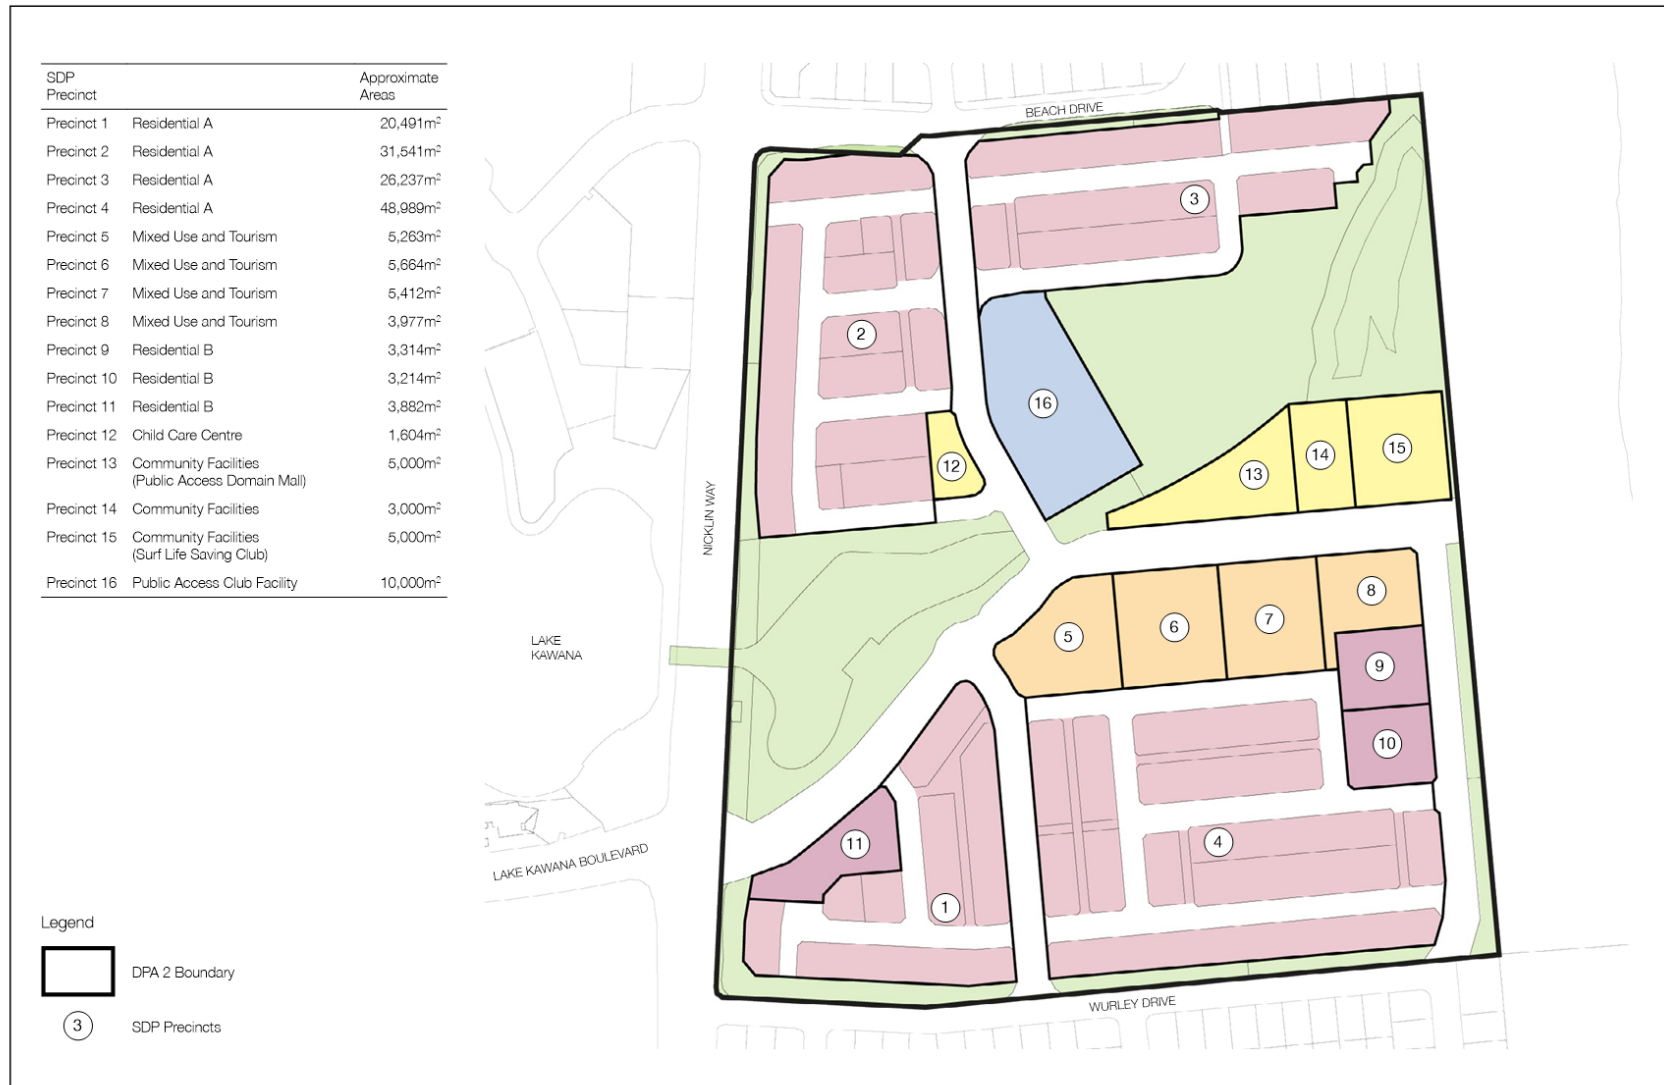 SDP
Precinct
Approximate
Areas
Precinct 1 Residential A 20,491m²
Precinct 2 Residential A 31,541m²
Precinct 3 Residential A 26,237m²
Precinct 4 Residential A 48,989m²
Precinct 5 Mixed Use and Tourism 5,263m²
Precinct 6 Mixed Use and Tourism 5,664m²
Precinct 7 Mixed Use and Tourism 5,412m²
Precinct 8 Mixed Use and Tourism 3,977m²
Precinct 9 Residential B 3,314m²
Precinct 10 Residential B 3,214m²
Precinct 11 Residential B 3,882m²
Precinct 12 Child Care Centre 1,604m²
Precinct 13 Community Facilities 5,000m²
(Public Access Domain Mall)
Precinct 14 Community Facilities 3,000m²
Precinct 15 Community Facilities 5,000m²
(Surf Life Saving Club)
Precinct 16 Public Access Club Facility 10,000m²
BEACH DRIVE
3
2
16
12
13
14
15
NICKLIN WAY
LAKE
KAWANA
5
6
7
8
9
10
11
4
1
LAKE KAWANA BOULEVARD
WURLEY DRIVE
Legend
DPA 2 Boundary
3 SDP Precincts